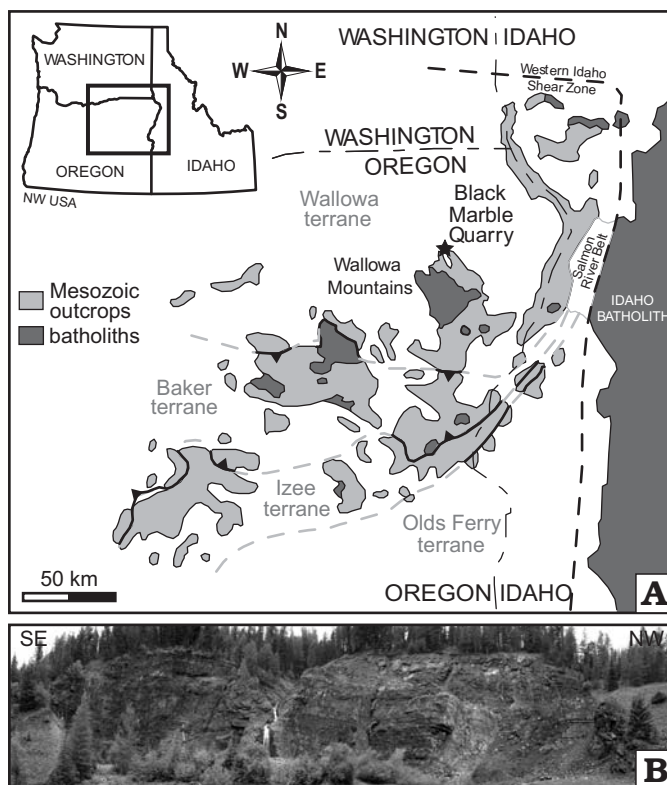 WASHINGTON
OREGON
IDAHO
NW USA
N
W E
S
WASHINGTON IDAHO
Western Idaho
Shear Zone
WASHINGTON
OREGON
Wallowa
terrane
Black
Marble
Quarry
Wallowa
Mountains
Salmon
River Belt
IDAHO
BATHOLITH
Mesozoic
outcrops
batholiths
Baker
terrane
Izee
terrane
Olds Ferry
terrane
50 km
OREGON IDAHO
A
SE NW
B